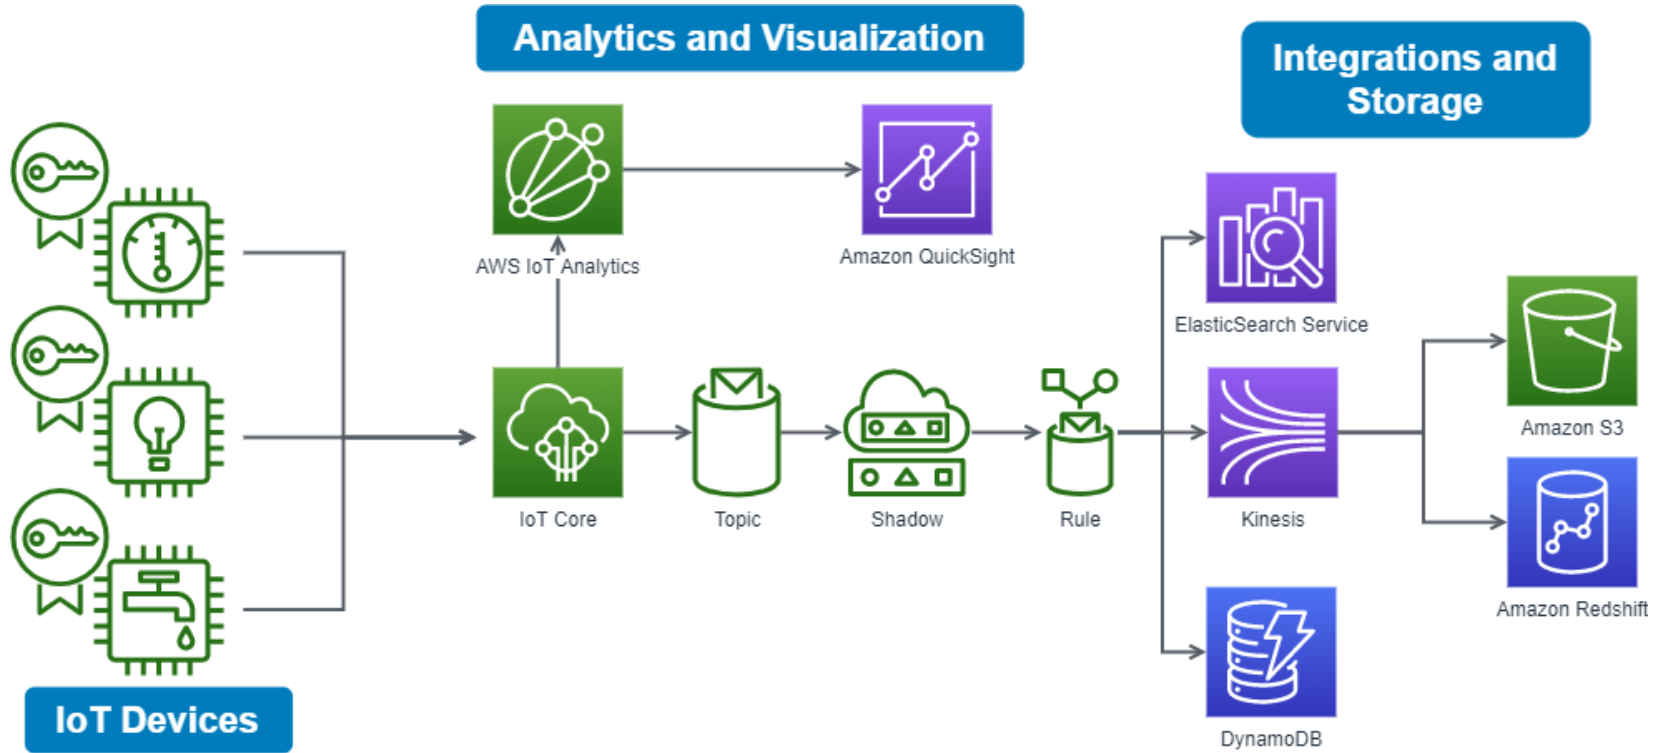 Analytics and Visualization
Integrations and
Storage
AWS IoT Analytics
Amazon QuickSight
ElasticSearch Service
Amazon S3
IoT Core
Topic
Shadow
Rule
Kinesis
Amazon Redshift
IoT Devices
DynamoDB